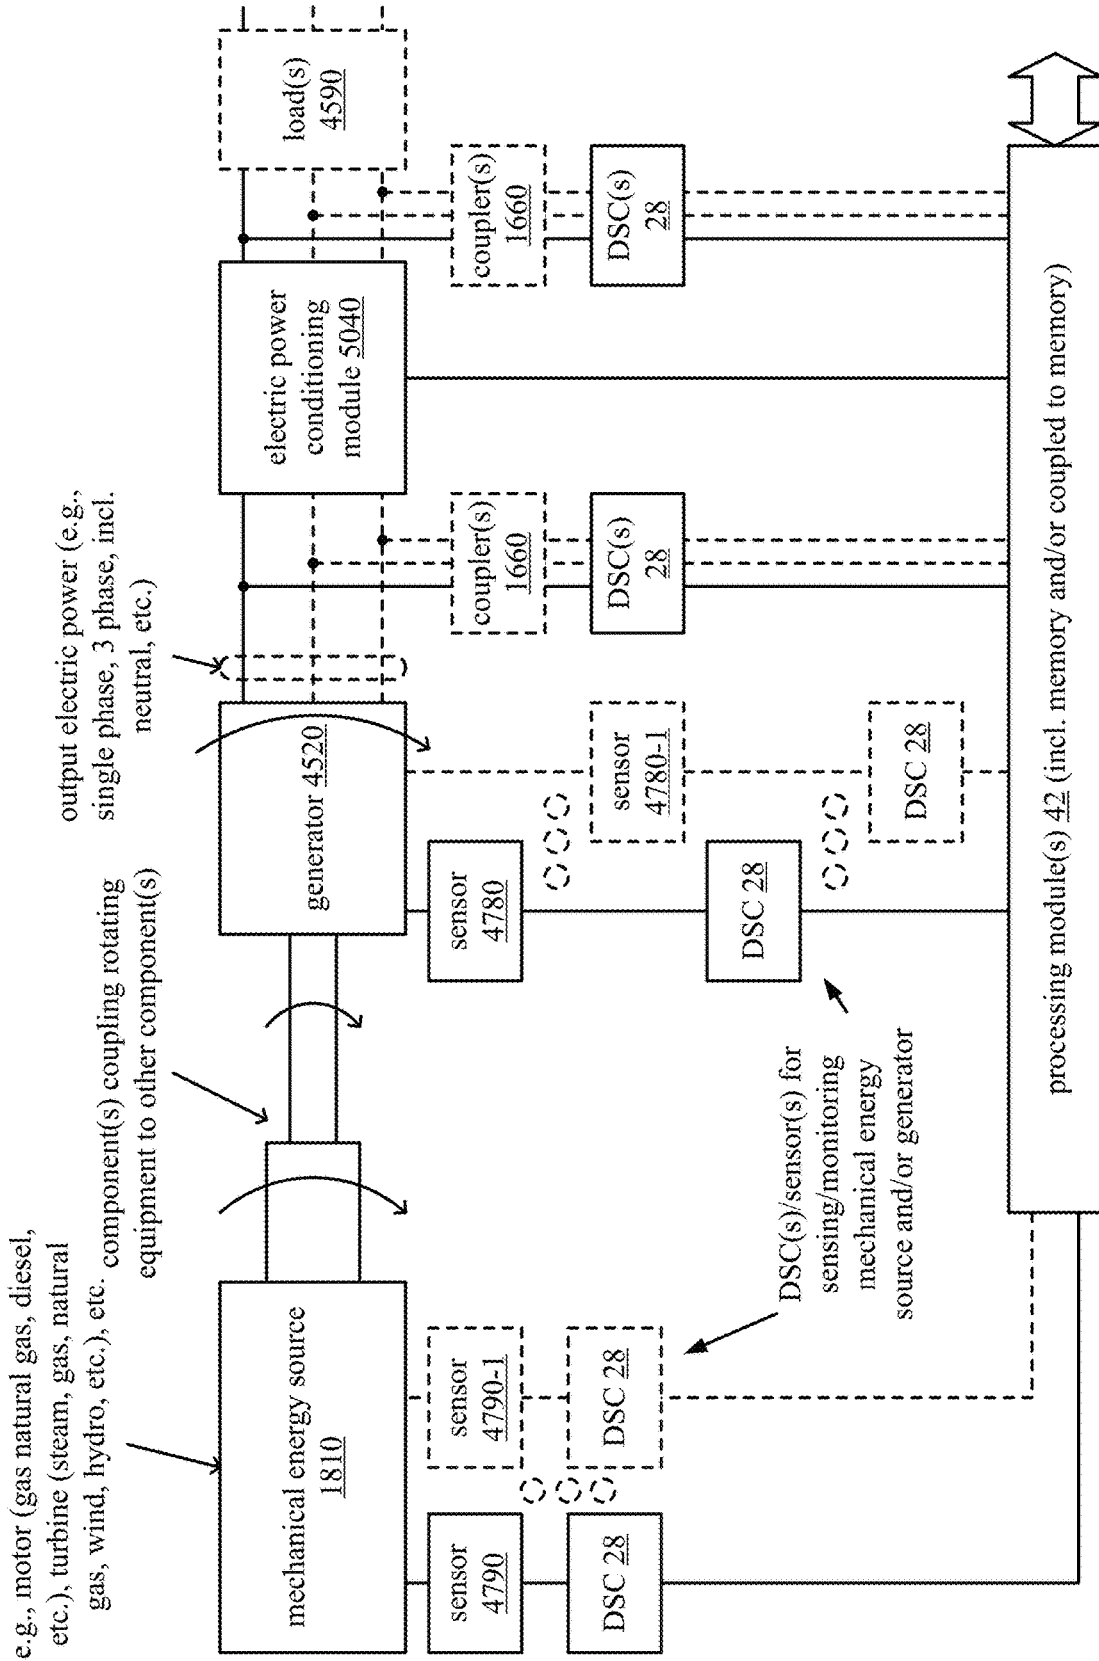 e.g., motor (gas natural gas, diesel,
etc.), turbine (steam, gas, natural
gas, wind, hydro, etc.), etc.
component(s) coupling rotating
equipment to other component(s)
output electric power (e.g.,
single phase, 3 phase, incl.
neutral, etc.)
mechanical energy source
1810
generator 4520
electric power
conditioning
module 5040
load(s)
4590
sensor
4790
sensor
4790-1
sensor
4780
sensor
4780-1
coupler(s)
1660
coupler(s)
1660
DSC 28
DSC 28
DSC 28
DSC 28
DSC(s)
28
DSC(s)
28
DSC(s)/sensor(s) for
sensing/monitoring
mechanical energy
source and/or generator
processing module(s) 42 (incl. memory and/or coupled to memory)